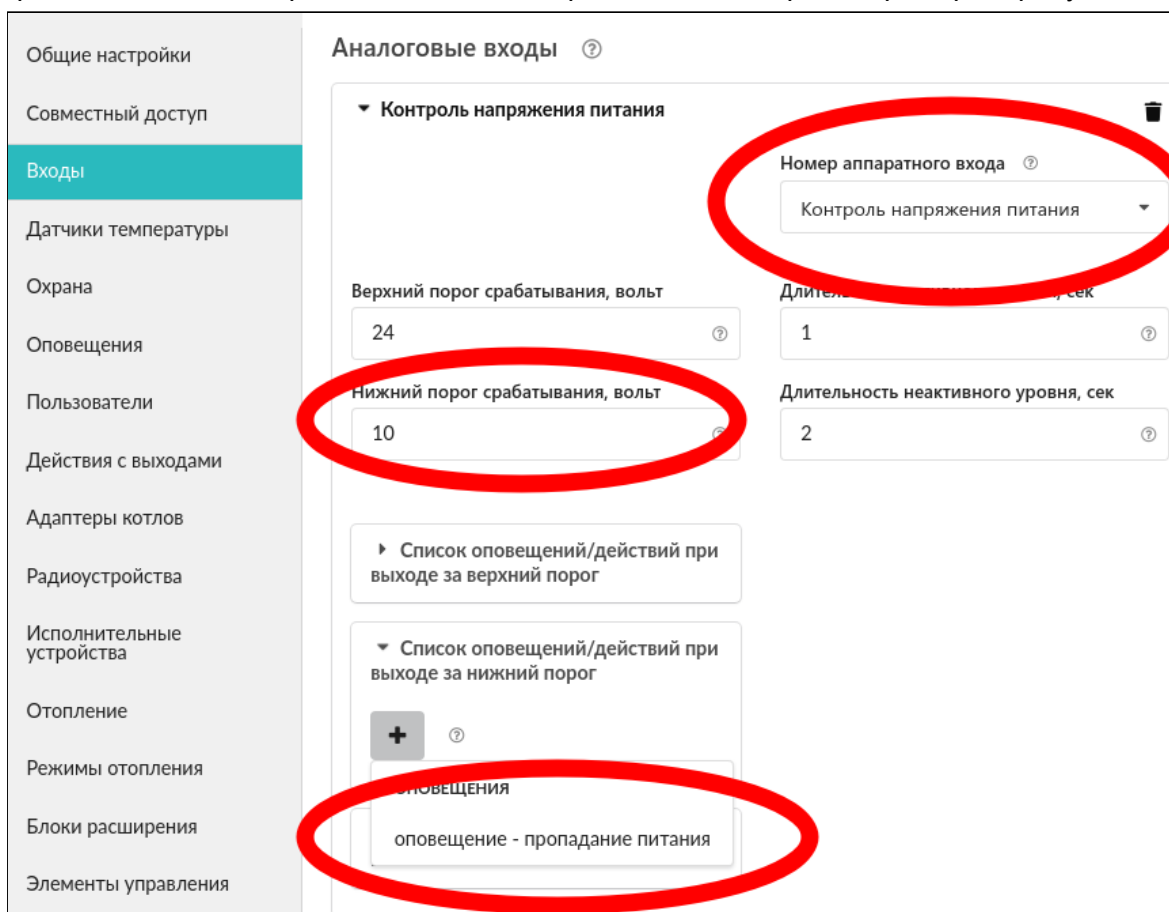 Общие настройки
Совместный доступ
Входы
Датчики температуры
Охрана
Оповещения
Пользователи
Действия с выходами
Адаптеры котлов
Радиоустройства
Исполнительные
устройства
Отопление
Режимы отопления
Блоки расширения
Элементы управления
Аналоговые входы
Контроль напряжения питания
Номер аппаратного входа
Контроль напряжения питания
Верхний порог срабатывания, вольт
24
сек
1
Нижний порог срабатывания, вольт
10
Длительность неактивного уровня, сек
2
Список оповещений/действий при
выходе за верхний порог
Список оповещений/действий при
выходе за нижний порог
+
оповещение - пропадание питания